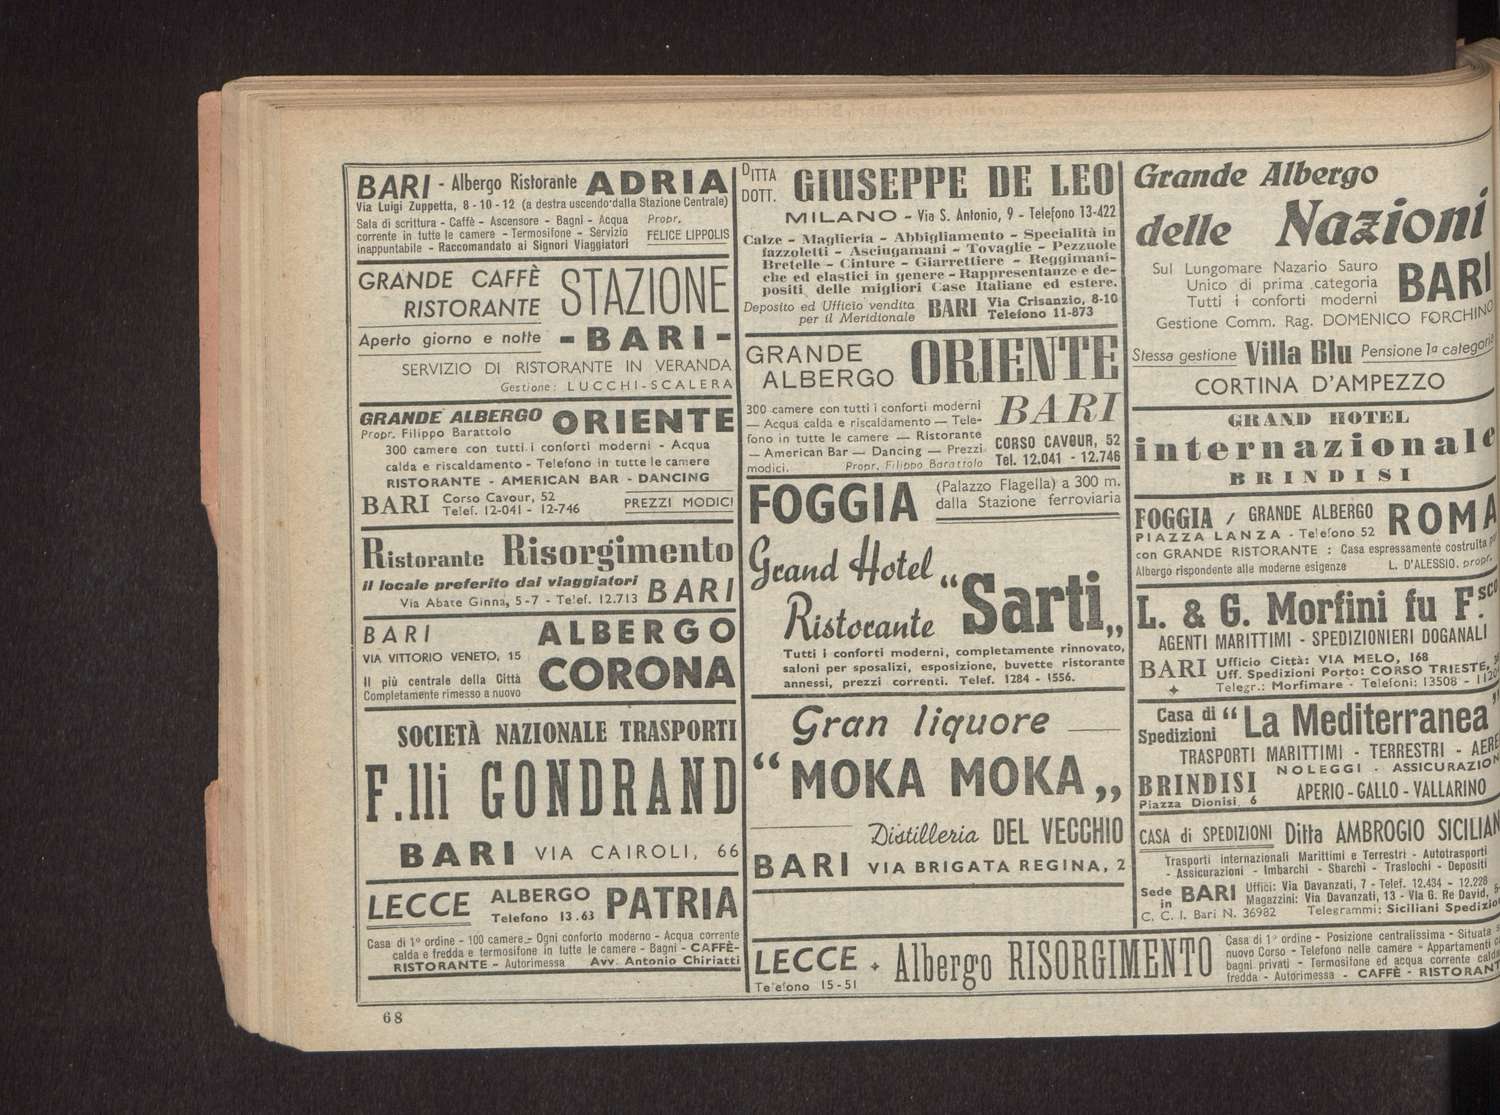 BARI - Albergo Ristorante ADRIA
Via Luigi Zuppetta, 8 - 10 - 12 (a destra uscendo dalla Stazione Centrale)
Sala di scrittura - Caffè - Ascensore - Bagni - Acqua
corrente in tutte le camere - Termosifone - Servizio
inappuntabile - Raccomandato ai Signori Viaggiatori
Propr.
FELICE LIPPOLIS
GRANDE CAFFÈ
RISTORANTE
STAZIONE
Aperto giorno e notte
- BARI -
SERVIZIO DI RISTORANTE IN VERANDA
Gestione: LUCCHI-SCALERA
GRANDE ALBERGO ORIENTE
Propr. Filippo Barattolo
300 camere con tutti i conforti moderni - Acqua
calda e riscaldamento - Telefono in tutte le camere
RISTORANTE - AMERICAN BAR - DANCING
BARI Corso Cavour, 52
Telef. 12-041 - 12-746
PREZZI MODICI
Ristorante Risorgimento
il locale preferito dai viaggiatori
Via Abate Gimma, 5-7 - Telef. 12.713 BARI
BARI ALBERGO
VIA VITTORIO VENETO, 15
CORONA
Il più centrale della Città
Completamente rimesso a nuovo
SOCIETÀ NAZIONALE TRASPORTI
F.lli GONDRAND
BARI VIA CAIROLI, 66
LECCE ALBERGO PATRIA
Telefono 13.63
Casa di 1° ordine - 100 camere - Ogni conforto moderno - Acqua corrente
calda e fredda e termosifone in tutte le camere - Bagni - CAFFÈ-
RISTORANTE - Autorimessa Avv. Antonio Chiriatti
68
DITTA
DOTT. GIUSEPPE DE LEO
MILANO - Via S. Antonio, 9 - Telefono 13-422
Calze - Maglieria - Abbigliamento - Specialità in
fazzoletti - Asciugamani - Tovaglie - Pezzuole
Bretelle - Cinture - Giarrettiere - Reggimani-
che ed elastici in genere - Rappresentanze e de-
positi delle migliori Case Italiane ed estere.
Deposito ed Ufficio vendita
per il Meridionale
BARI Via Crisanzio, 8-10
Telefono 11-873
GRANDE
ALBERGO ORIENTE
300 camere con tutti i conforti moderni
— Acqua calda e riscaldamento — Tele-
fono in tutte le camere — Ristorante
— American Bar — Dancing — Prezzi
modici. Propr. Filippo Barattolo
BARI
CORSO CAVOUR, 52
Tel. 12.041 - 12.746
FOGGIA (Palazzo Flagella) a 300 m.
dalla Stazione ferroviaria
Grand Hotel
Ristorante "Sarti„
Tutti i conforti moderni, completamente rinnovato,
saloni per sposalizi, esposizione, buvette ristorante
annessi, prezzi correnti. Telef. 1284 - 1556.
Gran liquore
“MOKA MOKA„
Distilleria DEL VECCHIO
BARI VIA BRIGATA REGINA, 2
LECCE - Albergo RISORGIMENTO
Telefono 15-51
Casa di 1° ordine - Posizione centralissima - Situata
nuovo Corso - Telefono nelle camere - Appartamenti
bagni privati - Termosifone ed acqua corrente calda
fredda - Autorimessa - CAFFÈ - RISTORANT
Grande Albergo
delle Nazioni
Sul Lungomare Nazario Sauro
Unico di prima categoria
Tutti i conforti moderni
BARI
Gestione Comm. Rag. DOMENICO FORCHINO
Stessa gestione Villa Blu Pensione 1a categoria
CORTINA D'AMPEZZO
GRAND HOTEL
internazionale
BRINDISI
FOGGIA / GRANDE ALBERGO ROMA
PIAZZA LANZA - Telefono 52
con GRANDE RISTORANTE : Casa espressamente costruita
Albergo rispondente alle moderne esigenze L. D'ALESSIO, propr.
L. & G. Morfini fu F.sco
AGENTI MARITTIMI - SPEDIZIONIERI DOGANALI
BARI Ufficio Città: VIA MELO, 168
Uff. Spedizioni Porto: CORSO TRIESTE,
Telegr.: Morfimare - Telefoni: 13508 -
Casa di
Spedizioni "La Mediterranea"
TRASPORTI MARITTIMI - TERRESTRI - AERE
NOLEGGI - ASSICURAZION
BRINDISI
Piazza Dionisi, 6
APERIO - GALLO - VALLARINO
CASA di SPEDIZIONI Ditta AMBROGIO SICILIAN
Trasporti internazionali Marittimi e Terrestri - Autotrasporti
- Assicurazioni - Imbarchi - Sbarchi - Traslochi - Depositi
Sede
in BARI Uffici: Via Davanzati, 7 - Telef. 12.434 - 12.228
Magazzini: Via Davanzati, 13 - Via G. Re David,
C. C. I. Bari N. 36982 Telegrammi: Siciliani Spedizio